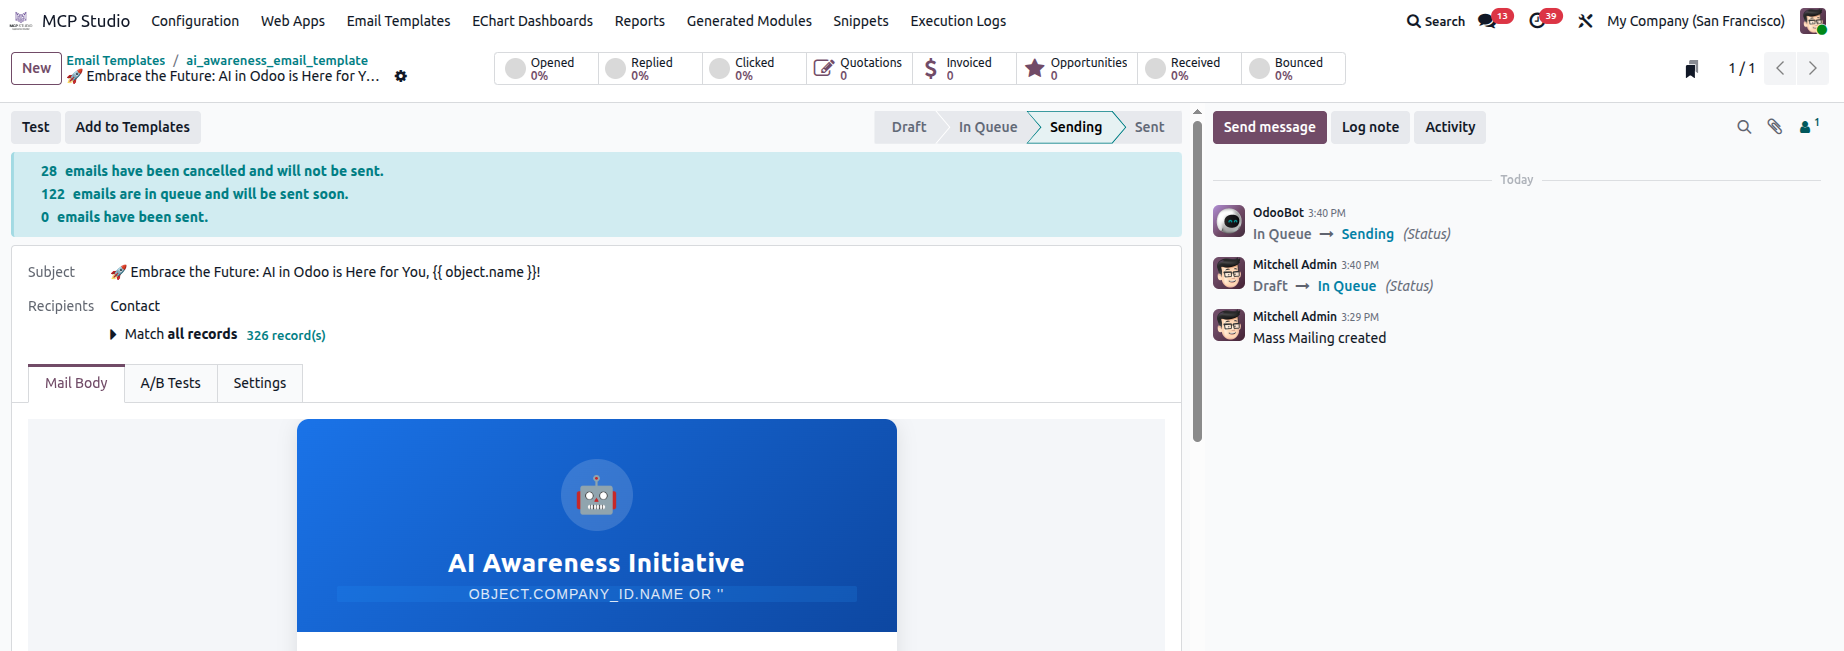 MCP Studio Configuration Web Apps Email Templates EChart Dashboards Reports Generated Modules Snippets Execution Logs Search 13 39 My Company (San Francisco)
New Email Templates / ai_awareness_email_template
🚀 Embrace the Future: AI in Odoo is Here for Y...
Opened 0% Replied 0% Clicked 0% Quotations 0 Invoiced 0 Opportunities 0 Received 0% Bounced 0%
1 / 1
Test Add to Templates Draft In Queue Sending Sent
28 emails have been cancelled and will not be sent.
122 emails are in queue and will be sent soon.
0 emails have been sent.
Subject 🚀 Embrace the Future: AI in Odoo is Here for You, {{ object.name }}!
Recipients Contact
Match all records 326 record(s)
Mail Body A/B Tests Settings
AI Awareness Initiative
OBJECT.COMPANY_ID.NAME OR ''
Send message Log note Activity 1
Today
OdooBot 3:40 PM
In Queue → Sending (Status)
Mitchell Admin 3:40 PM
Draft → In Queue (Status)
Mitchell Admin 3:29 PM
Mass Mailing created